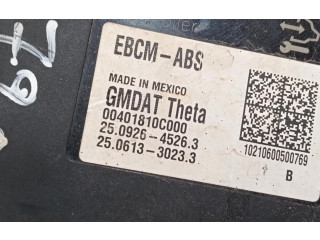 EBCM-ABS
MADE IN MEXICO
GMDAT Theta
00401810C000
25.0926-4526.3
25.0613-3023.3
10210600500769
B